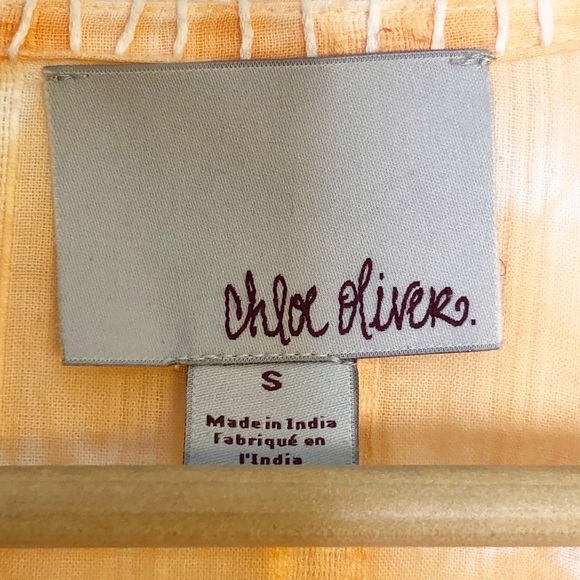 chloe oliver.
S
Made in India
Fabriqué en
l'India